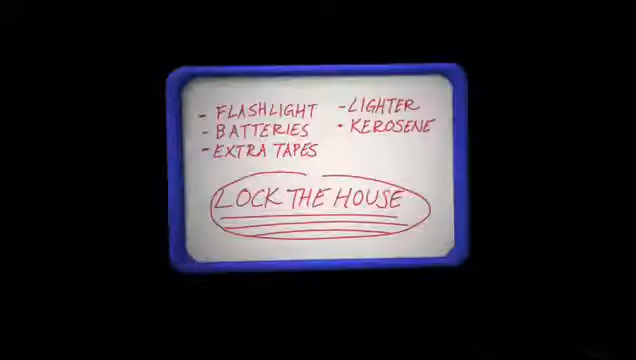 - FLASHLIGHT
- BATTERIES
- EXTRA TAPES
- LIGHTER
- KEROSENE
LOCK THE HOUSE